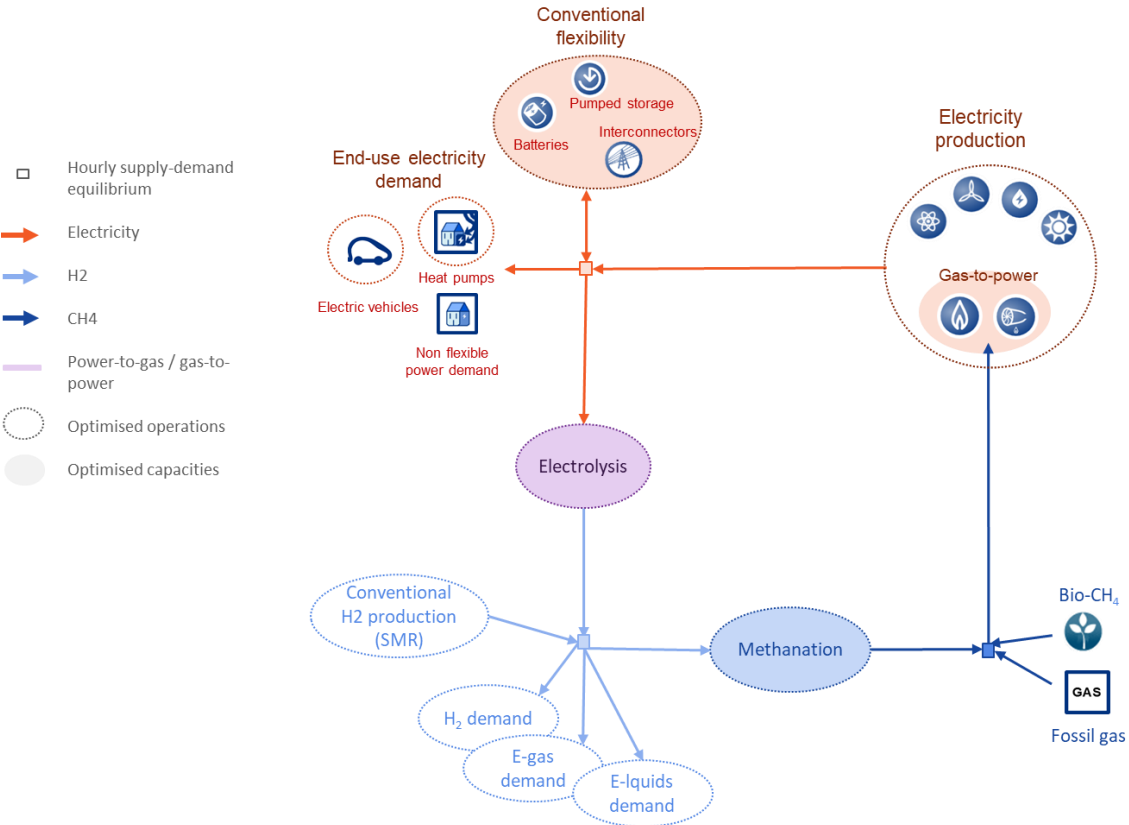 Conventional
flexibility
Pumped storage
Batteries
Interconnectors
Electricity
production
End-use electricity
demand
Hourly supply-demand
equilibrium
Electricity
H2
CH4
Power-to-gas / gas-to-
power
Optimised operations
Optimised capacities
Heat pumps
Electric vehicles
Non flexible
power demand
Gas-to-power
Electrolysis
Conventional
H2 production
(SMR)
Methanation
Bio-CH₄
GAS
Fossil gas
H₂ demand
E-gas
demand
E-lquids
demand